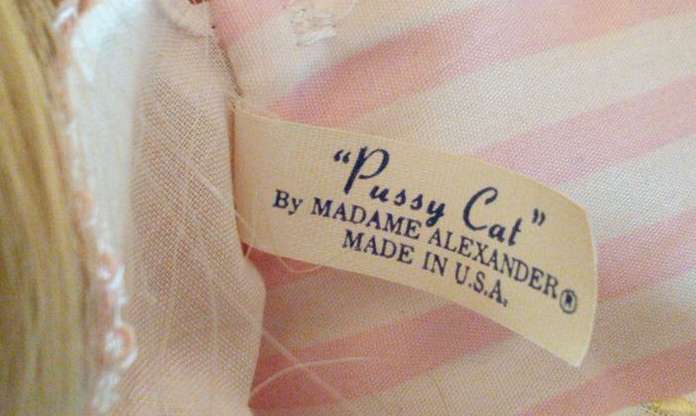 "Pussy Cat"
By MADAME ALEXANDER®
MADE IN U.S.A.